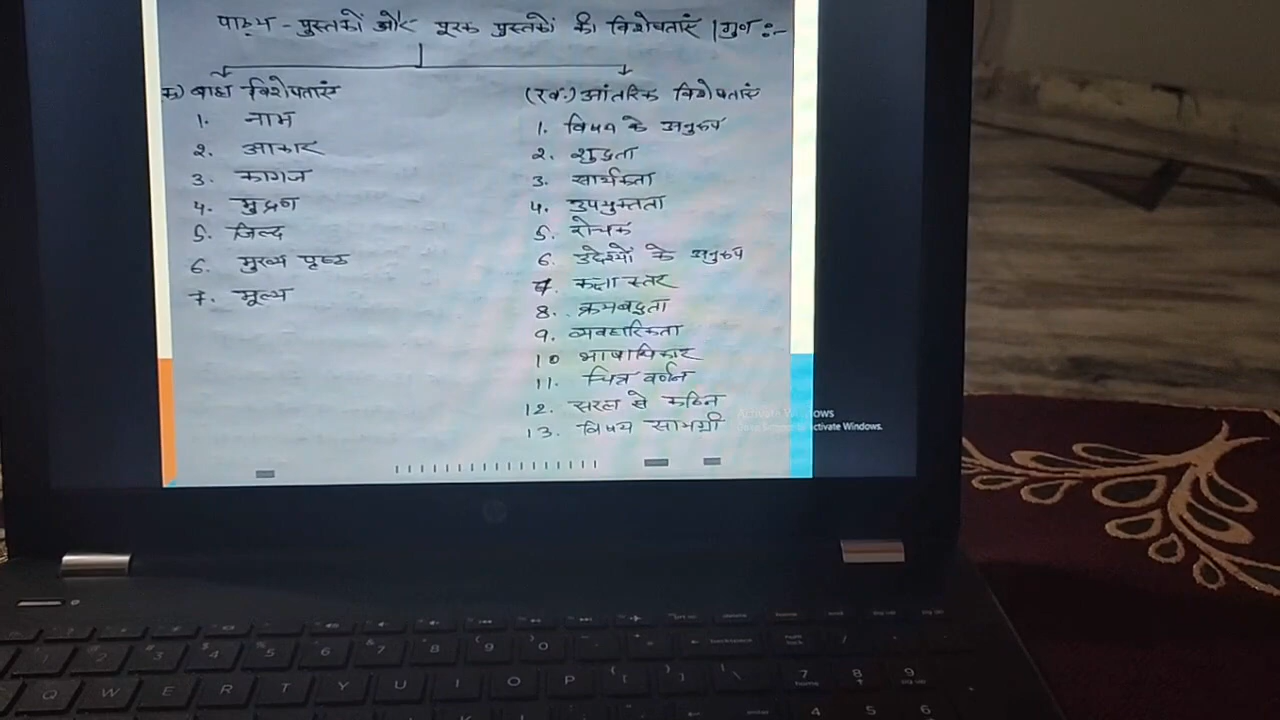 पाठ्य - पुस्तकों और पूरक पुस्तकों की विशेषताएं / गुण :-
क) बाह्य विशेषताएं
1. नाम
2. आकार
3. कागज
4. मुद्रण
5. जिल्द
6. मुख्य पृष्ठ
7. मूल्य
(ख.) आंतरिक विशेषताएं
1. विषय के अनुरूप
2. शुद्धता
3. सार्थकता
4. उपयुक्तता
5. रोचक
6. उद्देश्यों के अनुरूप
7. कक्षा स्तर
8. क्रमबद्धता
9. व्यवहारिकता
10 भाषाधिकार
11. चित्र वर्णन
12. सरल से कठिन
13. विषय सामग्री
Activate Windows
Activate Windows.
Q W E R T Y U I O P